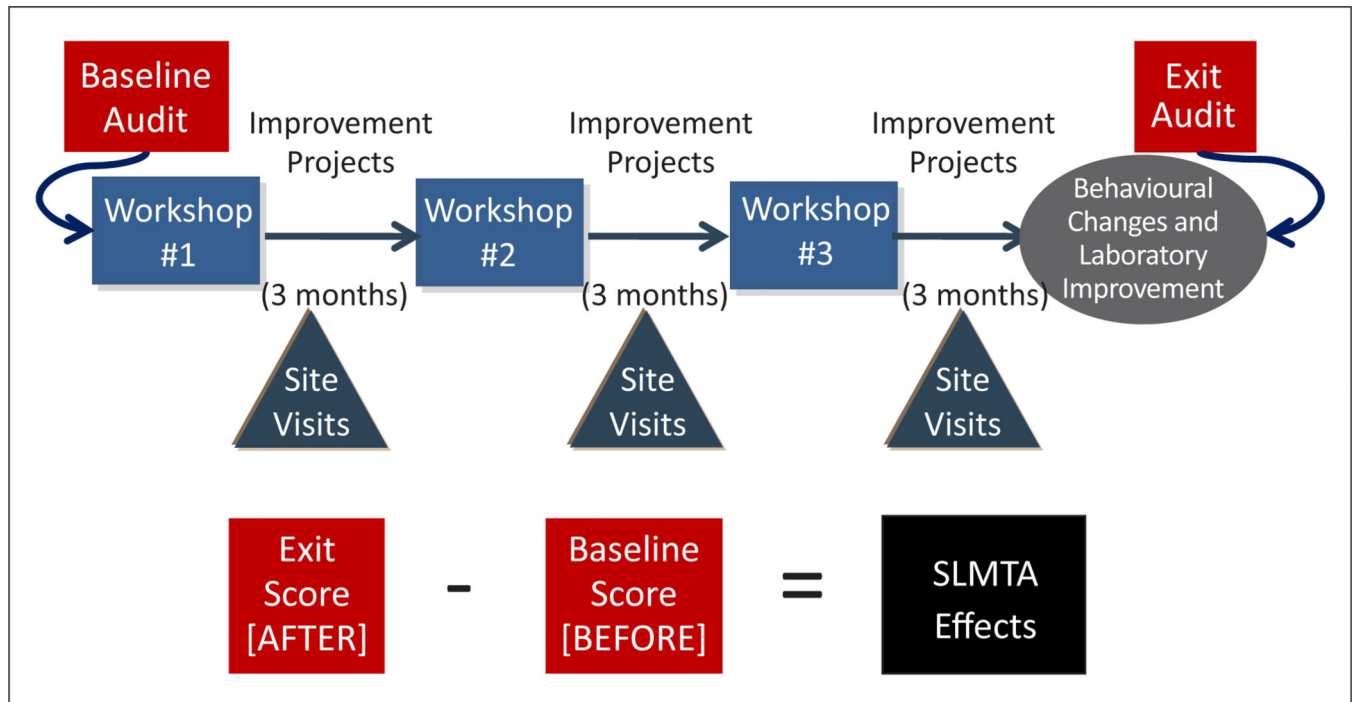 Baseline
Audit
Exit
Audit
Improvement
Projects
Improvement
Projects
Improvement
Projects
Workshop
#1
Workshop
#2
Workshop
#3
Behavioural
Changes and
Laboratory
Improvement
(3 months)
(3 months)
(3 months)
Site
Visits
Site
Visits
Site
Visits
Exit
Score
[AFTER]
-
Baseline
Score
[BEFORE]
=
SLMTA
Effects